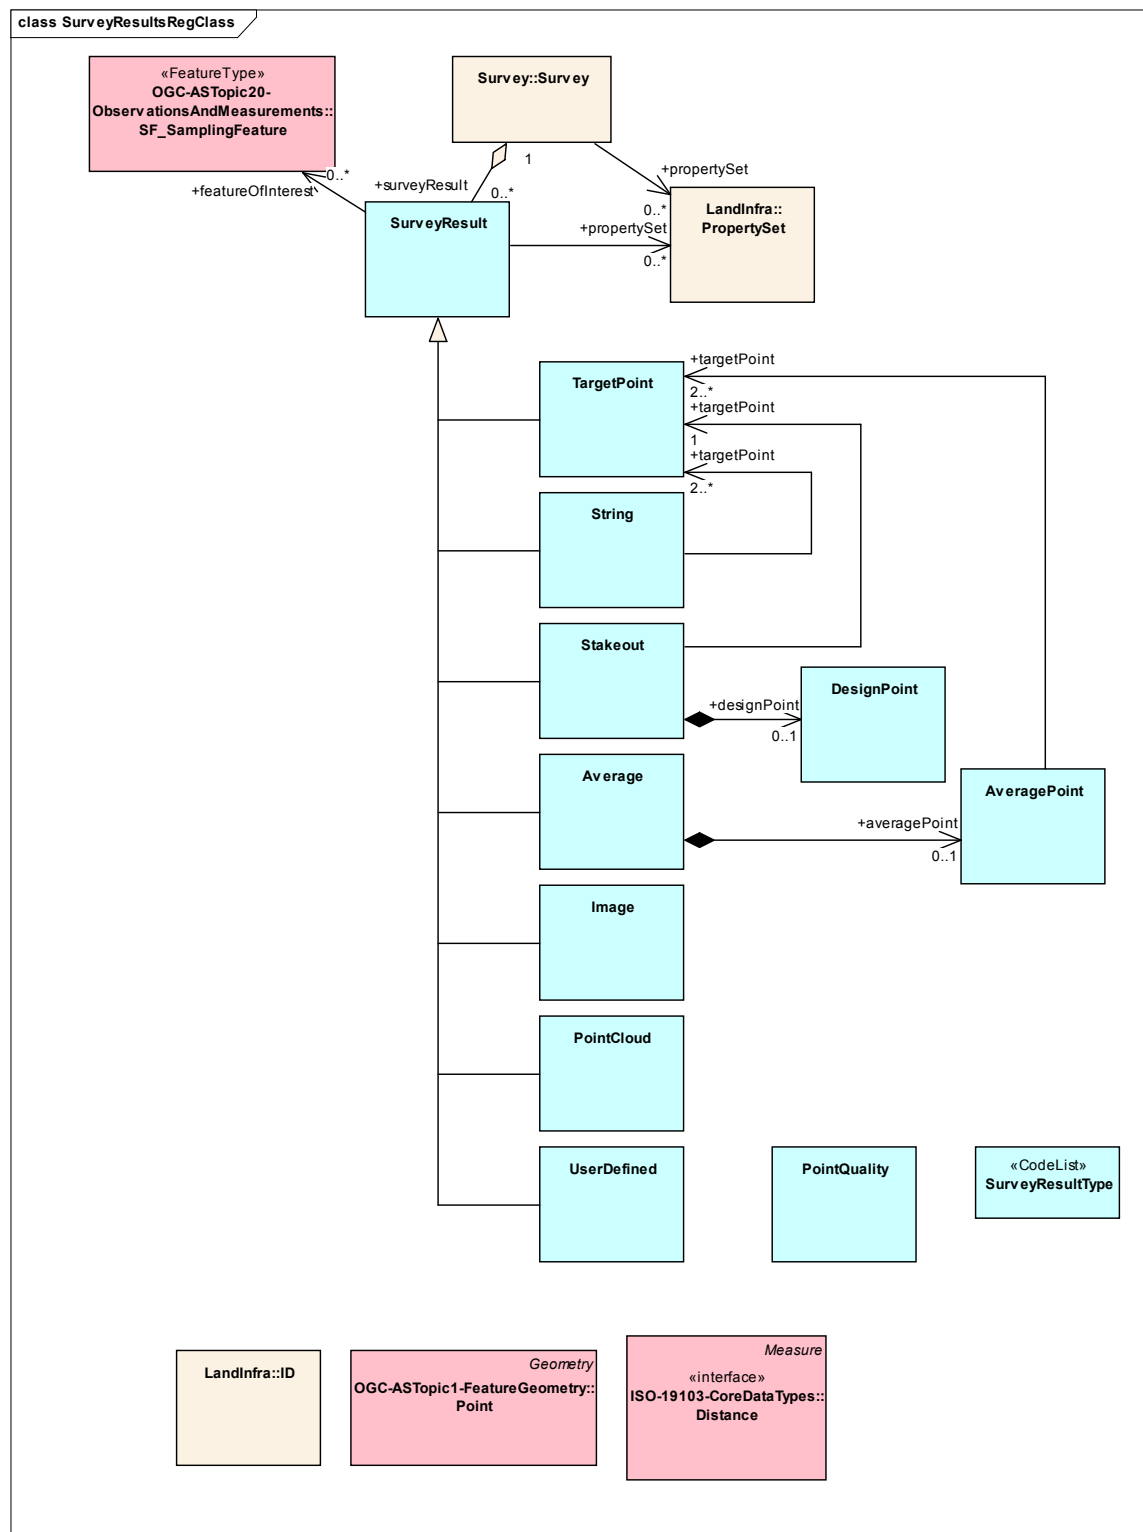 class SurveyResultsRegClass
«FeatureType»
OGC-ASTopic20-
ObservationsAndMeasurements::
SF_SamplingFeature
Survey::Survey
1
+propertySet
0..*
+featureOfInterest
0..*
+surveyResult
0..*
LandInfra::
PropertySet
SurveyResult
+propertySet
0..*
TargetPoint
+targetPoint
2..*
+targetPoint
1
+targetPoint
2..*
String
Stakeout
+designPoint
0..1
DesignPoint
Average
+averagePoint
0..1
AveragePoint
Image
PointCloud
UserDefined
PointQuality
«CodeList»
SurveyResultType
LandInfra::ID
Geometry
OGC-ASTopic1-FeatureGeometry::
Point
Measure
«interface»
ISO-19103-CoreDataTypes::
Distance